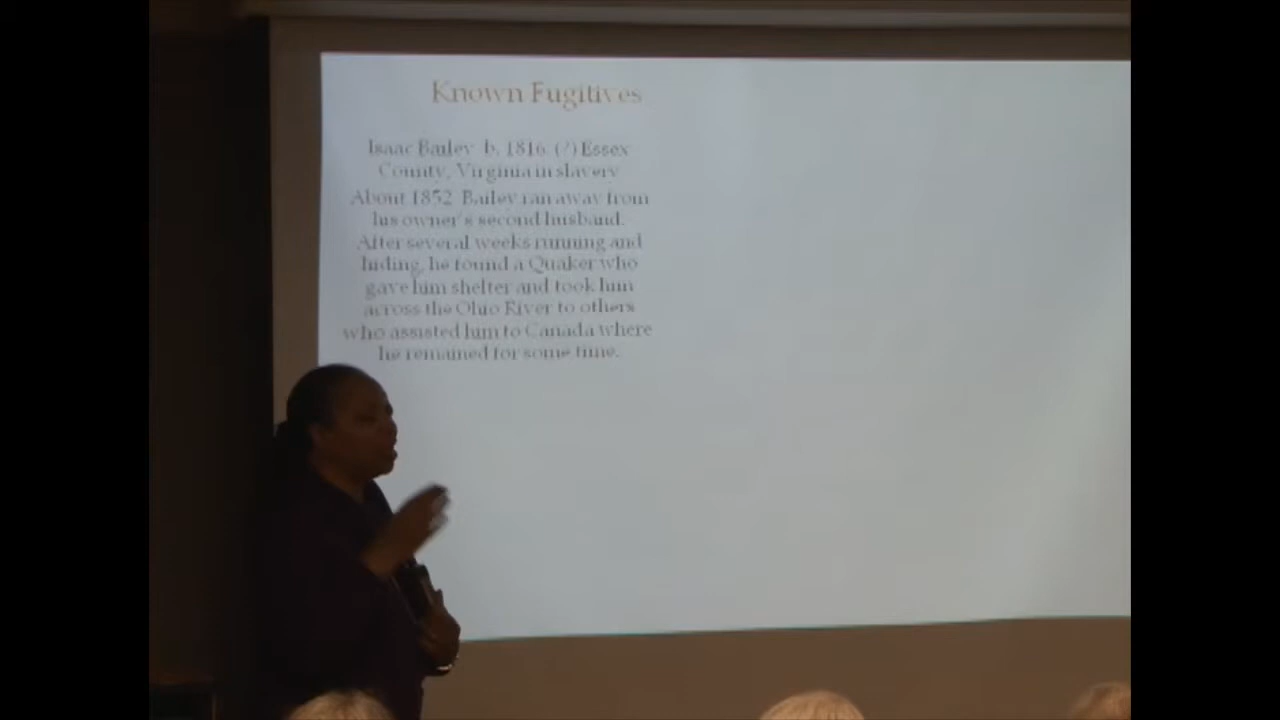 Known Fugitives
Isaac Bailey b. 1816 (?) Essex
County, Virginia in slavery
About 1852 Bailey ran away from
his owner's second husband.
After several weeks running and
hiding, he found a Quaker who
gave him shelter and took him
across the Ohio River to others
who assisted him to Canada where
he remained for some time.